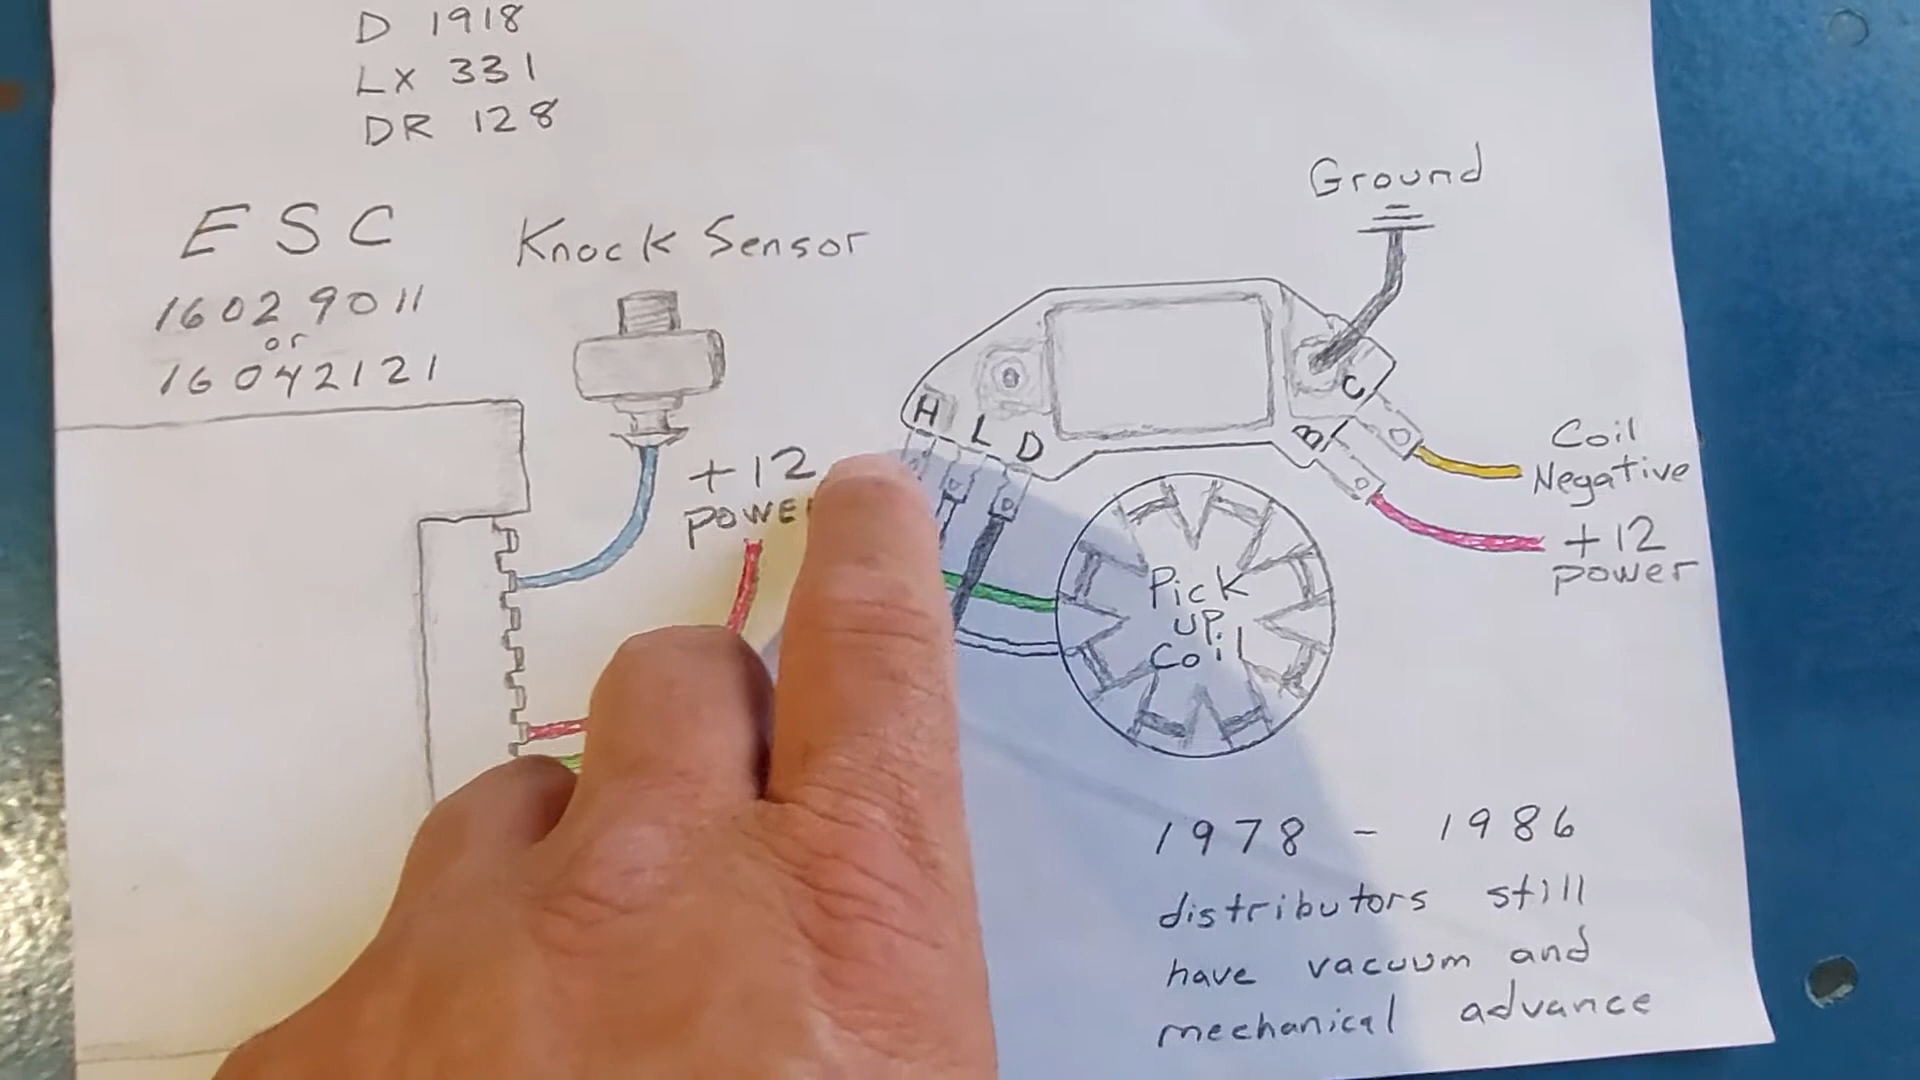 D 1918
LX 331
DR 128
ESC
16029011
or
16042121
Knock Sensor
+12
power
H
L
D
Ground
C
B
Coil
Negative
+12
power
Pick
up
Coil
1978 - 1986
distributors still
have vacuum and
mechanical advance